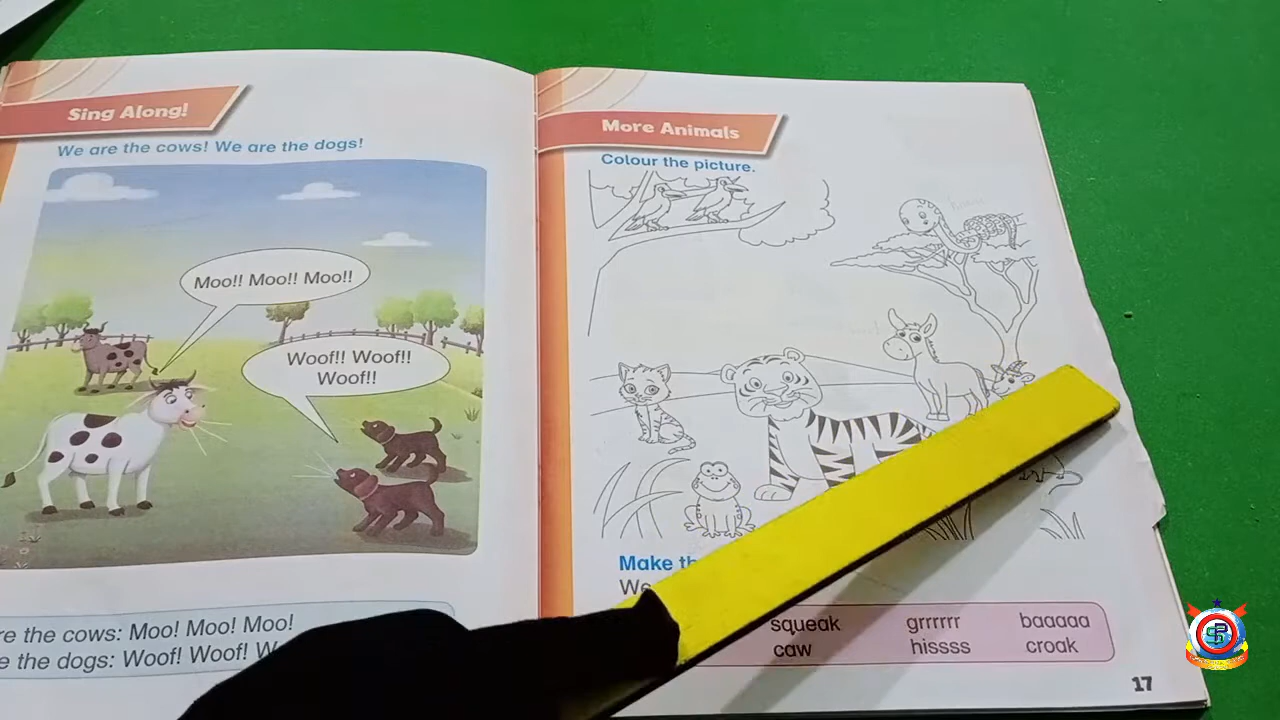 Sing Along!
We are the cows! We are the dogs!
Moo!! Moo!! Moo!!
Woof!! Woof!!
Woof!!
re the cows: Moo! Moo! Moo!
e the dogs: Woof! Woof! W
More Animals
Colour the picture.
Make th
We
squeak grrrrrr baaaaa
caw hissss croak
17